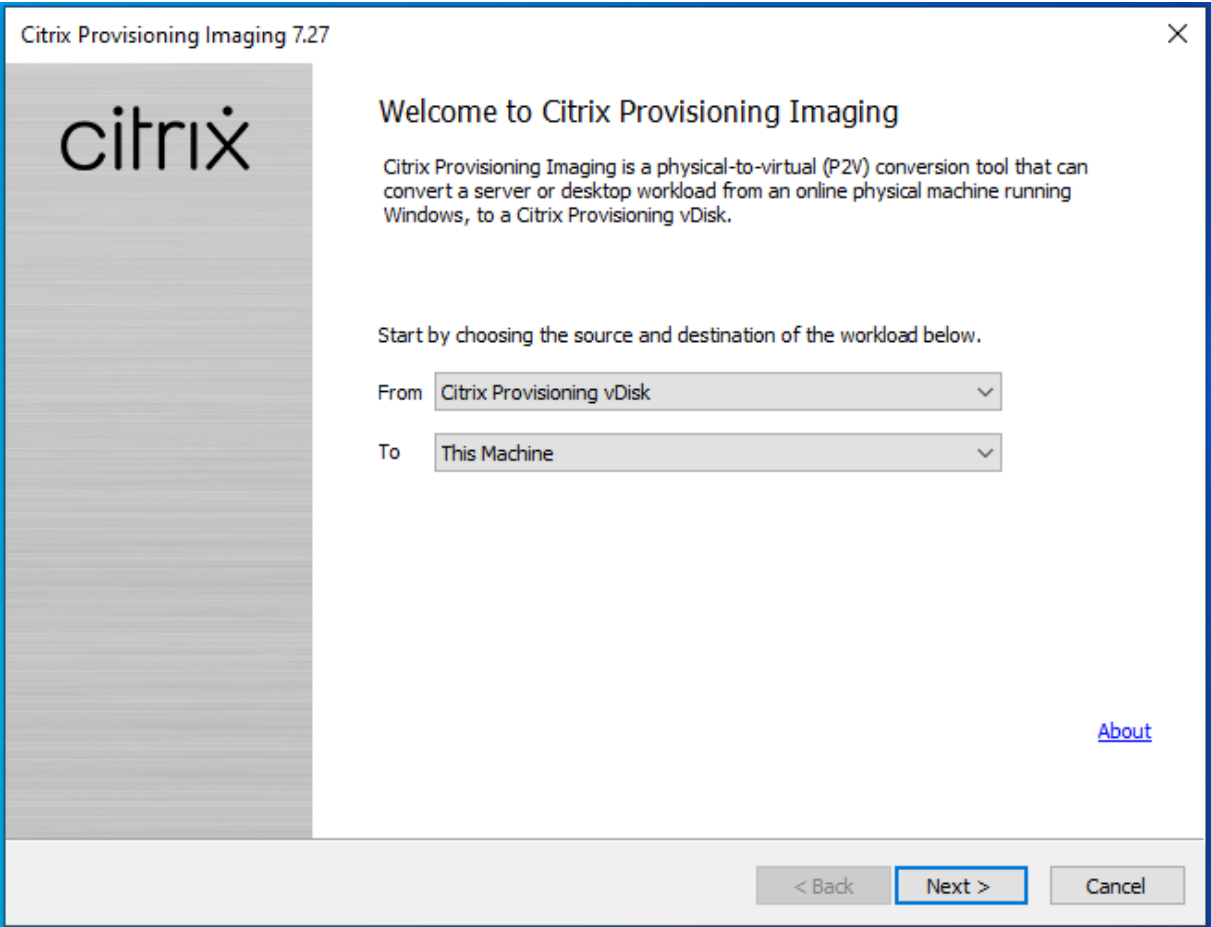 Citrix Provisioning Imaging 7.27
citrix
Welcome to Citrix Provisioning Imaging
Citrix Provisioning Imaging is a physical-to-virtual (P2V) conversion tool that can
convert a server or desktop workload from an online physical machine running
Windows, to a Citrix Provisioning vDisk.
Start by choosing the source and destination of the workload below.
From Citrix Provisioning vDisk
To This Machine
About
< Back Next > Cancel